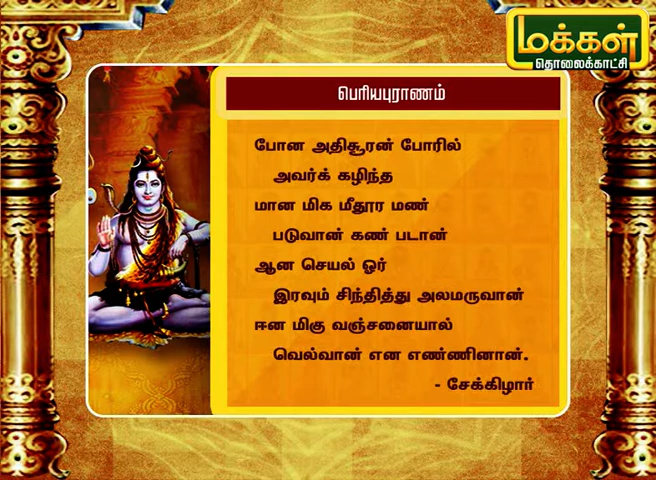 மக்கள்
தொலைக்காட்சி
பெரியபுராணம்
போன அதிசூரன் போரில்
அவர்க் கழிந்த
மான மிக மீதூர மண்
படுவான் கண் படான்
ஆன செயல் ஓர்
இரவும் சிந்தித்து அலமருவான்
ஈன மிகு வஞ்சனையால்
வெல்வான் என எண்ணினான்.
- சேக்கிழார்